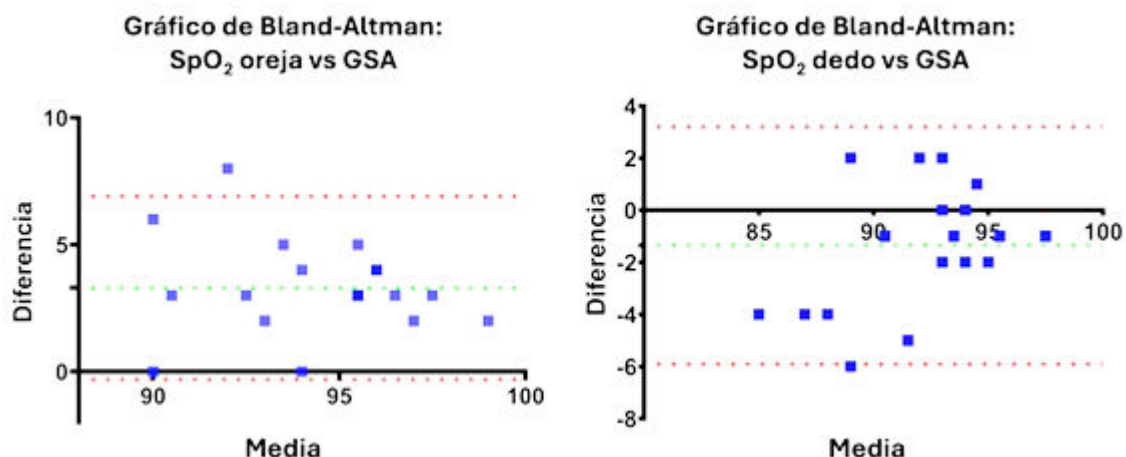 Gráfico de Bland-Altman:
SpO₂ oreja vs GSA
10
5
0
90
95
100
Diferencia
Media
Gráfico de Bland-Altman:
SpO₂ dedo vs GSA
4
2
0
-2
-4
-6
-8
85
90
95
100
Diferencia
Media